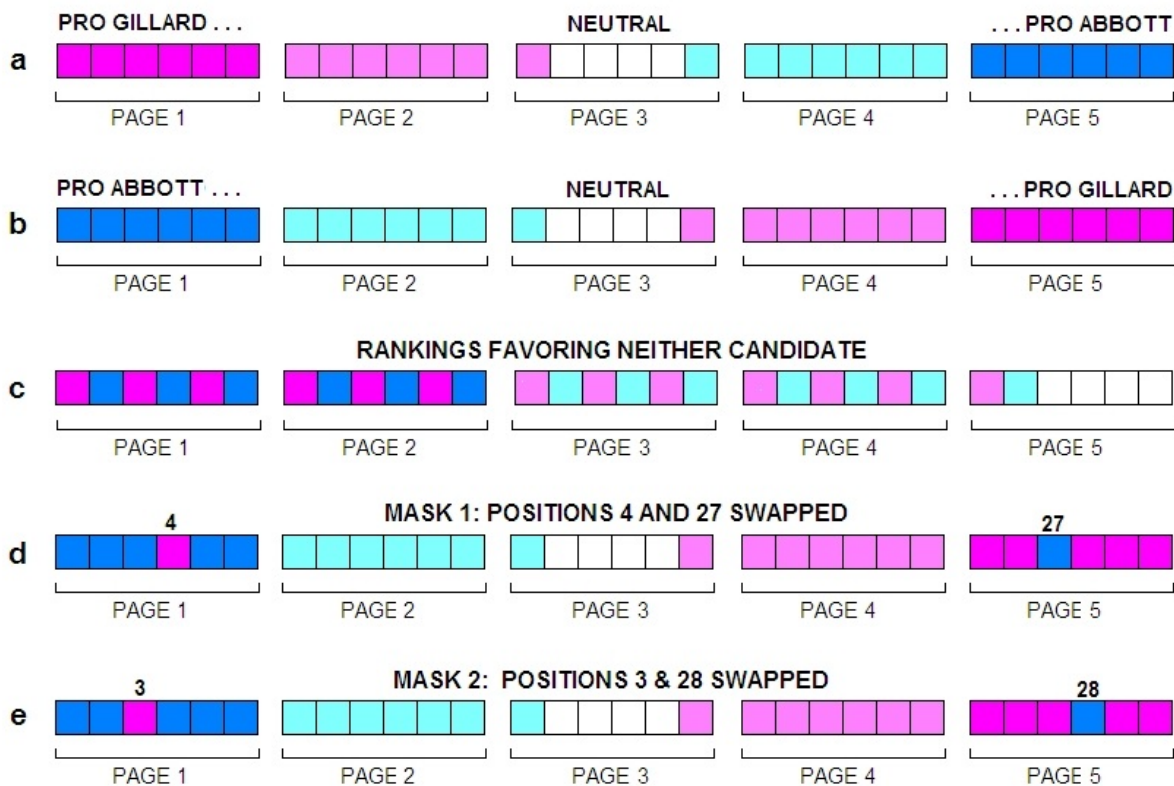 PRO GILLARD . . . NEUTRAL . . . PRO ABBOTT
a
PAGE 1 PAGE 2 PAGE 3 PAGE 4 PAGE 5
PRO ABBOTT . . . NEUTRAL . . . PRO GILLARD
b
PAGE 1 PAGE 2 PAGE 3 PAGE 4 PAGE 5
RANKINGS FAVORING NEITHER CANDIDATE
c
PAGE 1 PAGE 2 PAGE 3 PAGE 4 PAGE 5
MASK 1: POSITIONS 4 AND 27 SWAPPED
4 27
d
PAGE 1 PAGE 2 PAGE 3 PAGE 4 PAGE 5
MASK 2: POSITIONS 3 & 28 SWAPPED
3 28
e
PAGE 1 PAGE 2 PAGE 3 PAGE 4 PAGE 5